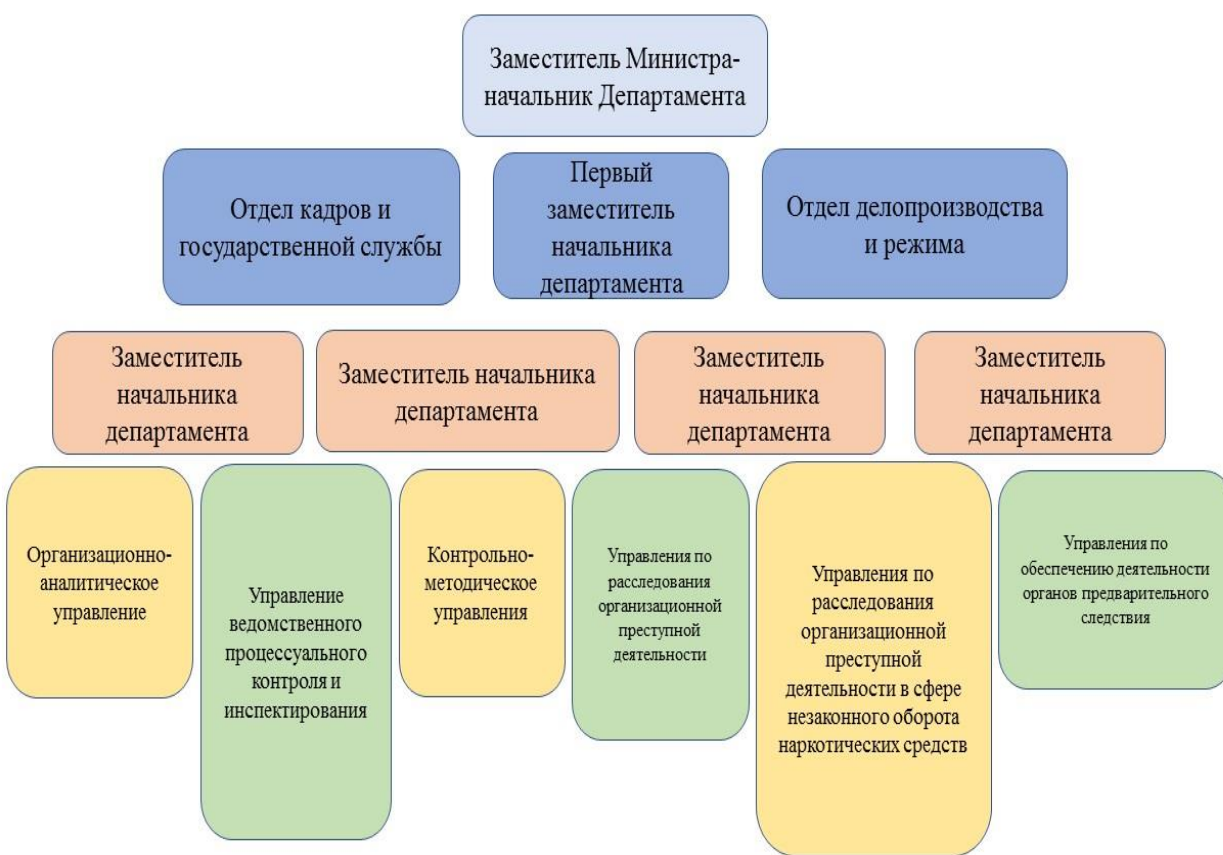 Заместитель Министра-
начальник Департамента
Отдел кадров и
государственной службы
Первый
заместитель
начальника
департамента
Отдел делопроизводства
и режима
Заместитель
начальника
департамента
Заместитель начальника
департамента
Заместитель
начальника
департамента
Заместитель
начальника
департамента
Организационно-
аналитическое
управление
Управление
ведомственного
процессуального
контроля и
инспектирования
Контрольно-
методическое
управления
Управления по
расследования
организационной
преступной
деятельности
Управления по
расследования
организационной
преступной
деятельности в сфере
незаконного оборота
наркотических средств
Управления по
обеспечению деятельности
органов предварительного
следствия